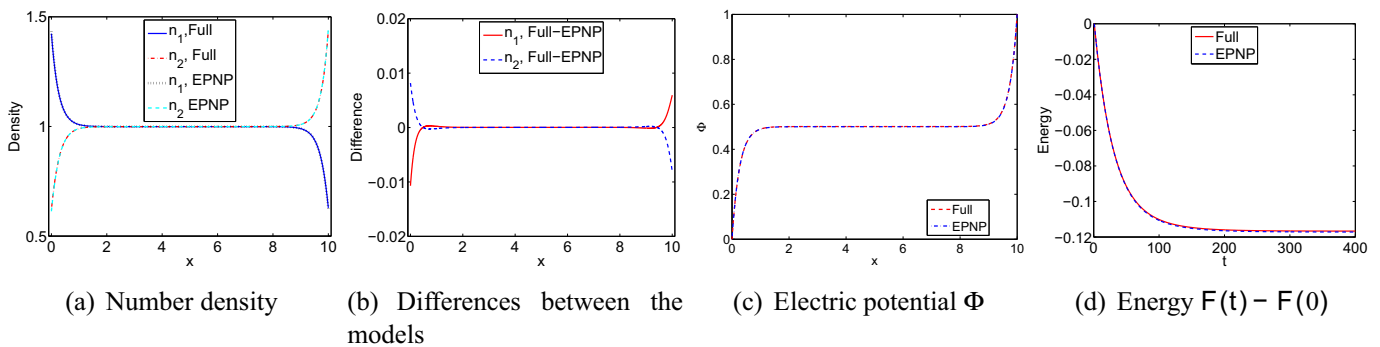 1.5
1
0.5
Density
n1,Full
n2, Full
n1, EPNP
n2 EPNP
0 2 4 6 8 10
x
(a) Number density
0.02
0.01
0
−0.01
−0.02
Difference
n1, Full−EPNP
n2, Full−EPNP
0 2 4 6 8 10
x
(b) Differences between the
models
1
0.8
0.6
0.4
0.2
0
Φ
Full
EPNP
0 2 4 6 8 10
x
(c) Electric potential Φ
0
−0.02
−0.04
−0.06
−0.08
−0.1
−0.12
Energy
Full
EPNP
0 100 200 300 400
t
(d) Energy F(t) − F(0)